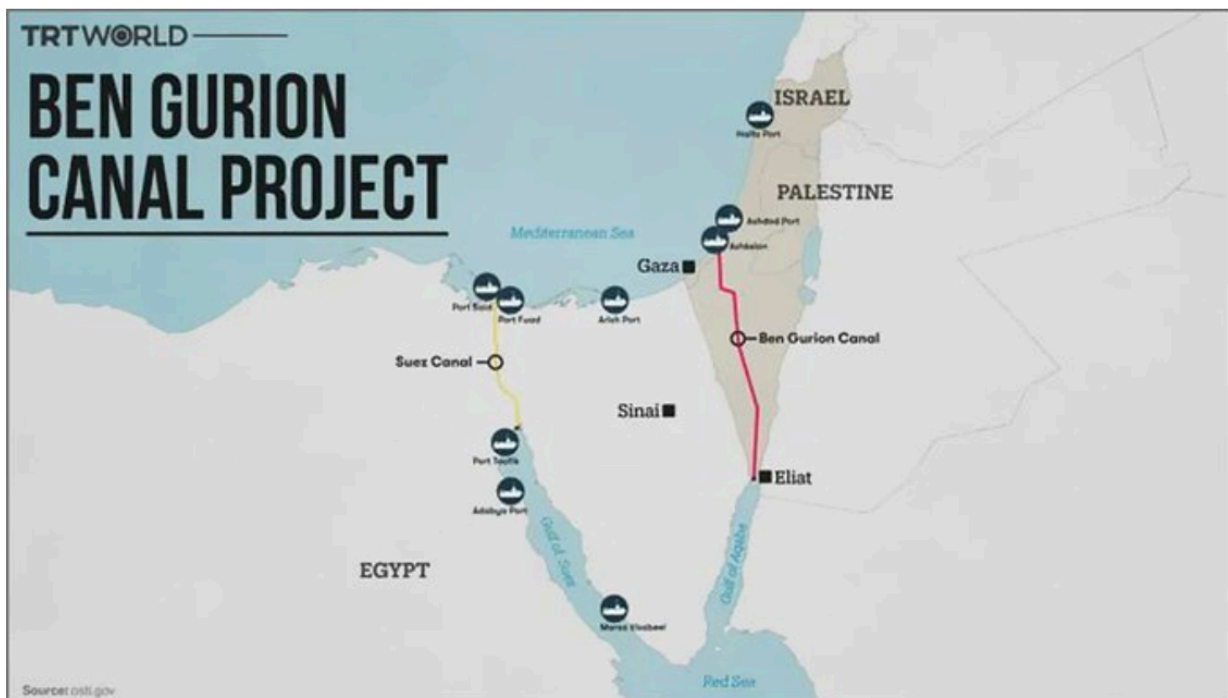 TRTWORLD
BEN GURION
CANAL PROJECT
ISRAEL
Haifa Port
PALESTINE
Ashdod Port
Mediterranean Sea
Ashkelon
Gaza
Port Said
Port Fuad
Arish Port
Ben Gurion Canal
Suez Canal
Sinai
Port Tawfik
Eliat
Adabya Port
Gulf of Suez
Gulf of Aqaba
EGYPT
Marsa
Red Sea
Source: osti.gov